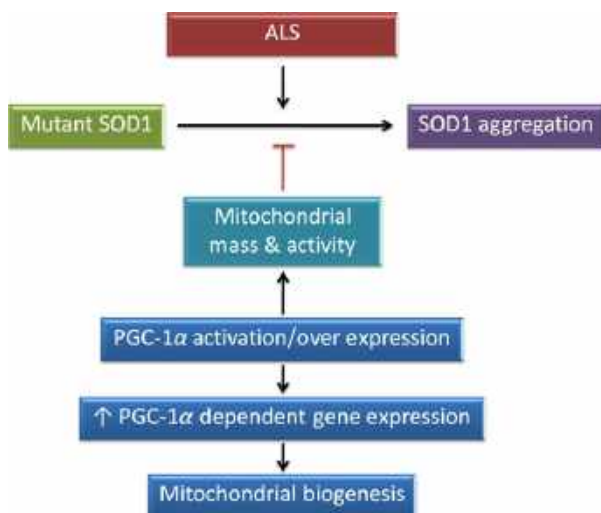 ALS
Mutant SOD1
SOD1 aggregation
Mitochondrial
mass & activity
PGC-1α activation/over expression
↑ PGC-1α dependent gene expression
Mitochondrial biogenesis